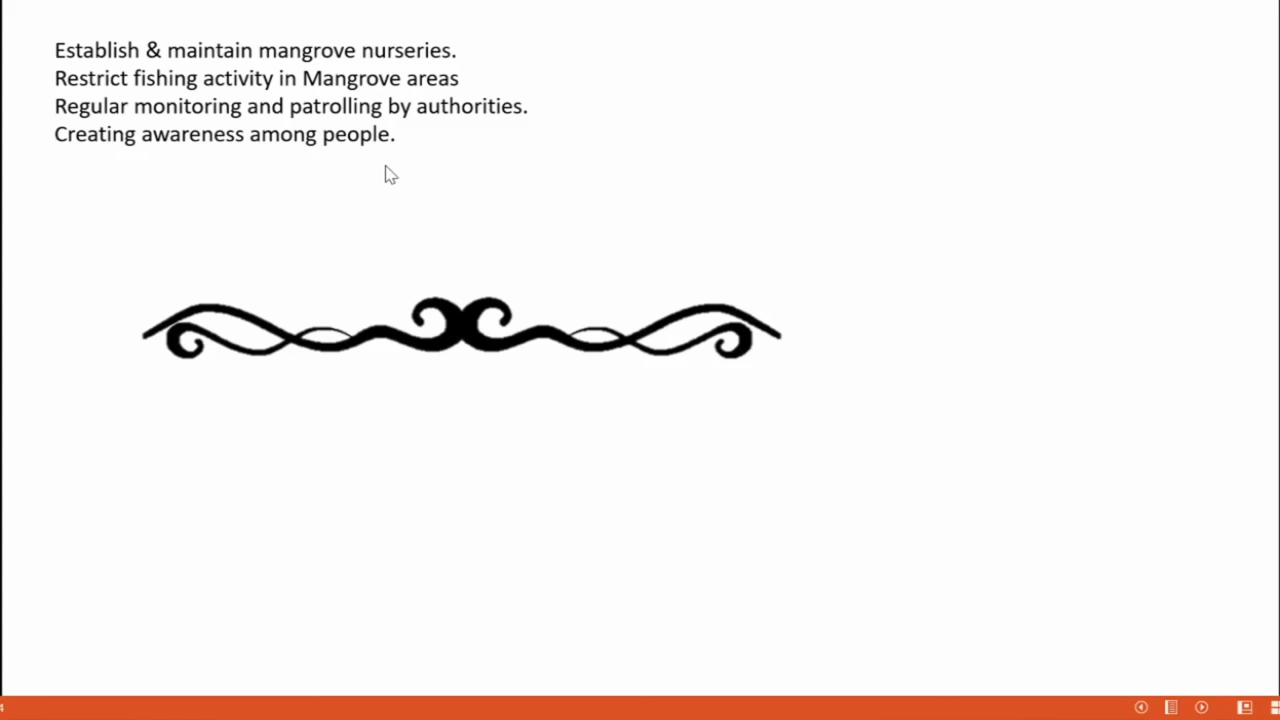 Establish & maintain mangrove nurseries.
Restrict fishing activity in Mangrove areas
Regular monitoring and patrolling by authorities.
Creating awareness among people.
4